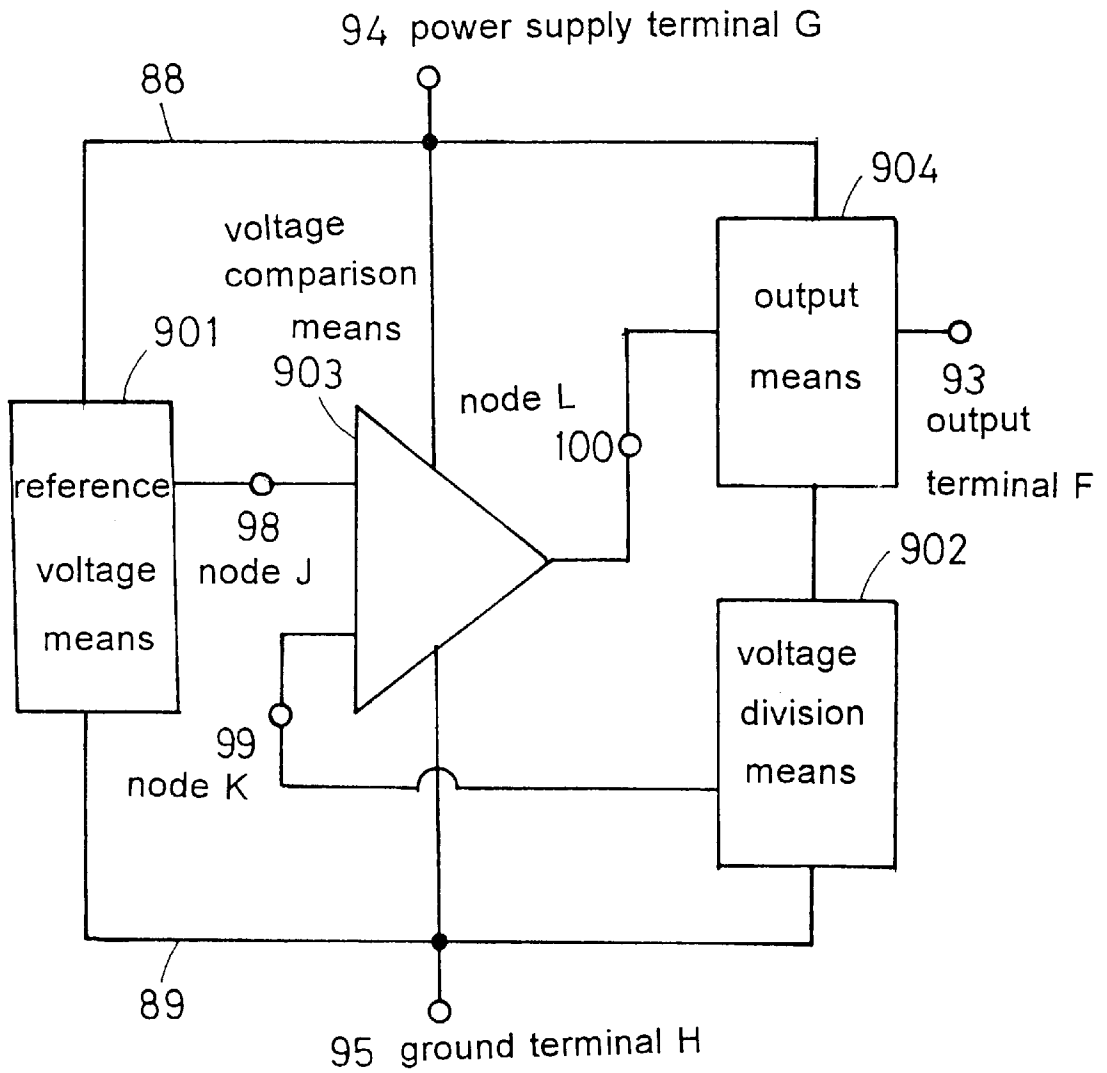 94 power supply terminal G
88
904
voltage
comparison
means
output
means
901
903
node L
100
93
output
terminal F
reference
voltage
means
98
node J
902
voltage
division
means
99
node K
89
95 ground terminal H